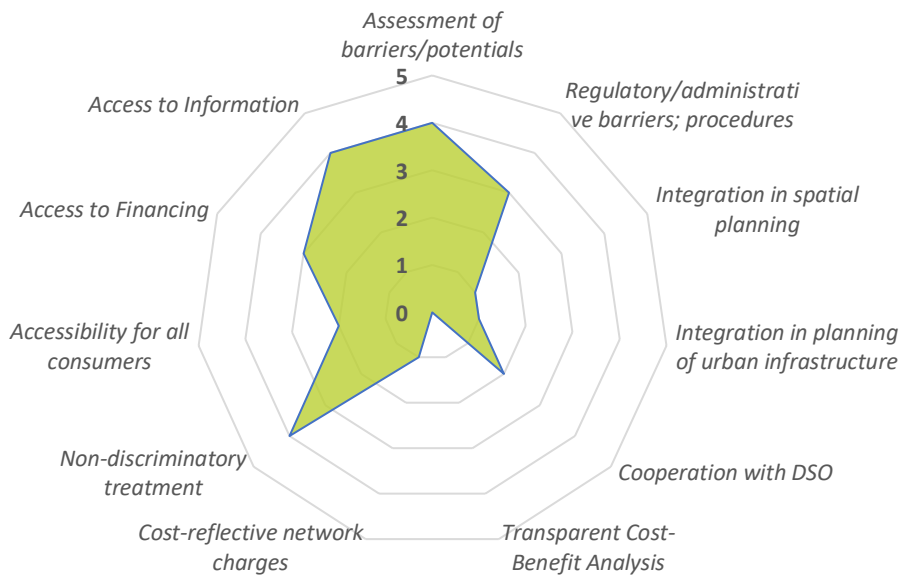 Assessment of
barriers/potentials
Regulatory/administrati
ve barriers; procedures
Integration in spatial
planning
Integration in planning
of urban infrastructure
Cooperation with DSO
Transparent Cost-
Benefit Analysis
Cost-reflective network
charges
Non-discriminatory
treatment
Accessibility for all
consumers
Access to Financing
Access to Information
5
4
3
2
1
0